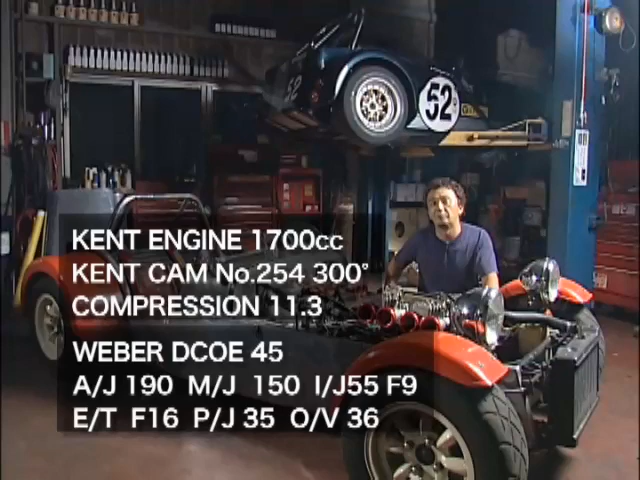 52
KENT ENGINE 1700cc
KENT CAM No.254 300°
COMPRESSION 11.3
WEBER DCOE 45
A/J 190 M/J 150 I/J55 F9
E/T F16 P/J 35 O/V 36